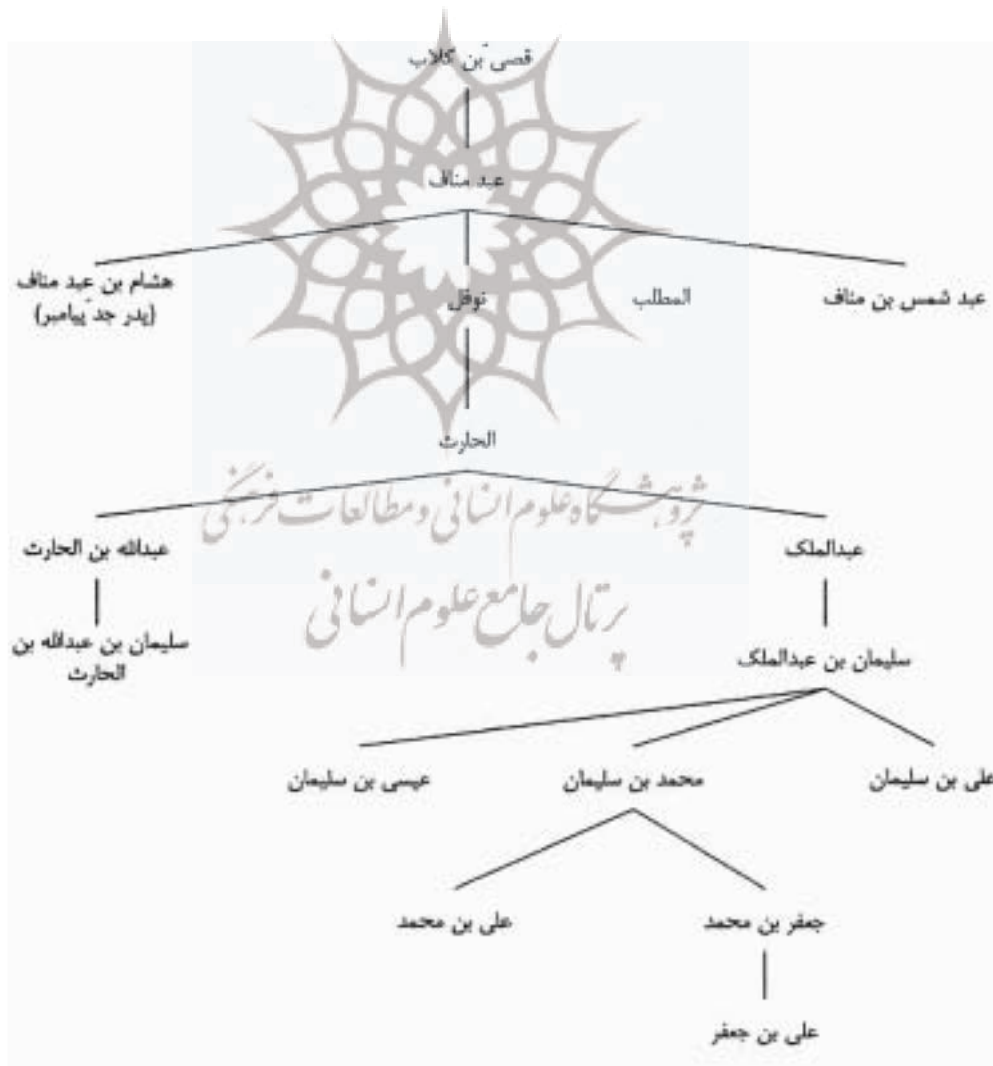 قصیّ بن کلاب
عبد مناف
عبد شمس بن مناف
المطلب
نوفل
هشام بن عبد مناف
(پدر جدّ پیامبر)
الحارث
پژوهشگاه علوم انسانی و مطالعات فرهنگی
پرتال جامع علوم انسانی
عبدالملک
عبدالله بن الحارث
سلیمان بن عبدالملک
سلیمان بن عبدالله بن
الحارث
علی بن سلیمان
محمد بن سلیمان
عیسی بن سلیمان
جعفر بن محمد
علی بن محمد
علی بن جعفر